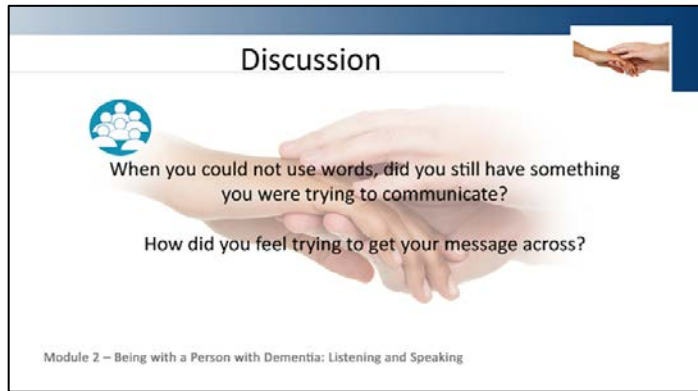 Discussion
When you could not use words, did you still have something
you were trying to communicate?
How did you feel trying to get your message across?
Module 2 – Being with a Person with Dementia: Listening and Speaking